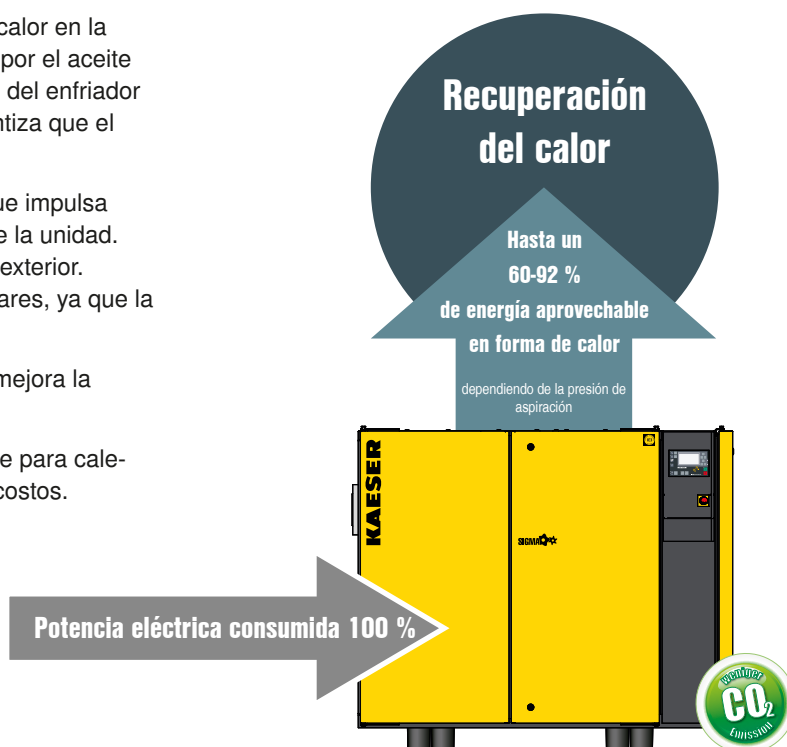 calor en la
por el aceite
del enfriador
ntiza que el
ue impulsa
e la unidad.
exterior.
ares, ya que la
mejora la
e para cale-
costos.
Recuperación
del calor
Hasta un
60-92 %
de energía aprovechable
en forma de calor
dependiendo de la presión de
aspiración
KAESER
SIGMA
Potencia eléctrica consumida 100 %
weniger
CO₂
Emission